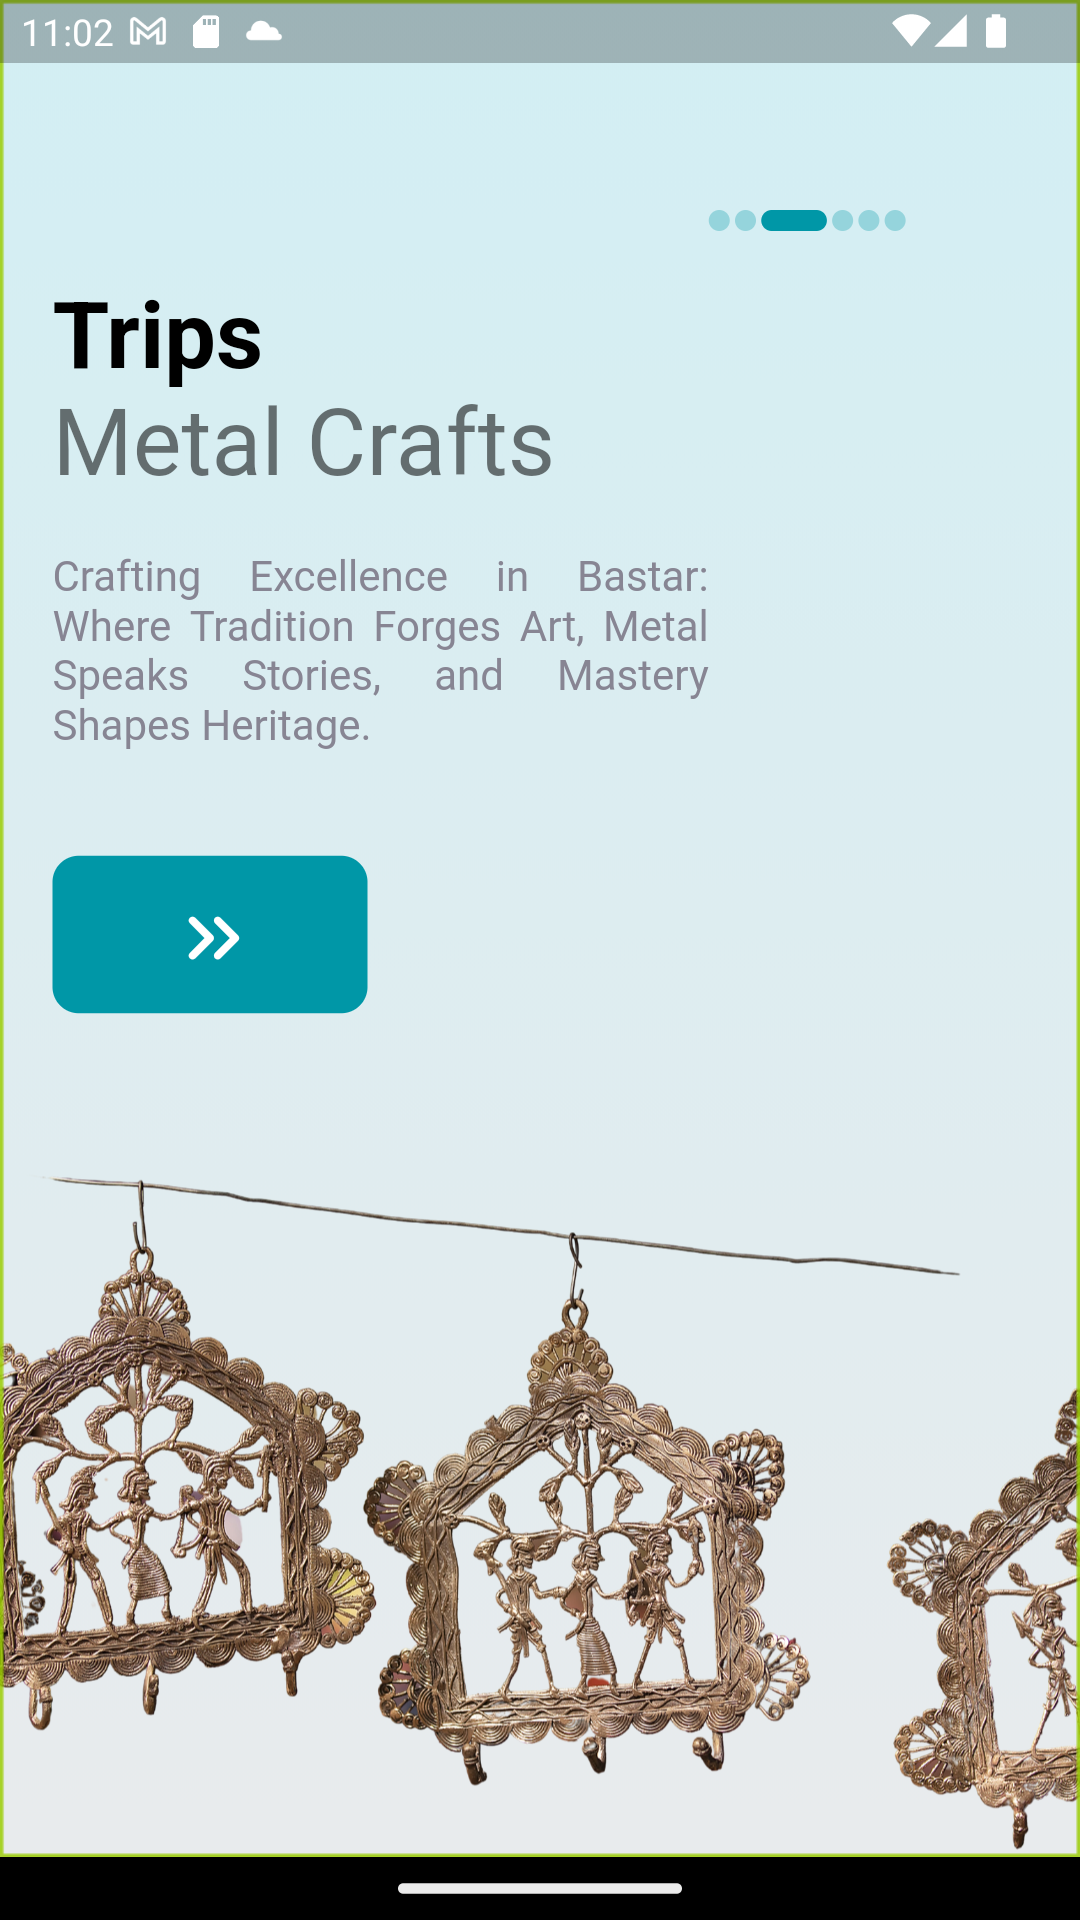 11:02
Trips
Metal Crafts
Crafting Excellence in Bastar:
Where Tradition Forges Art, Metal
Speaks Stories, and Mastery
Shapes Heritage.